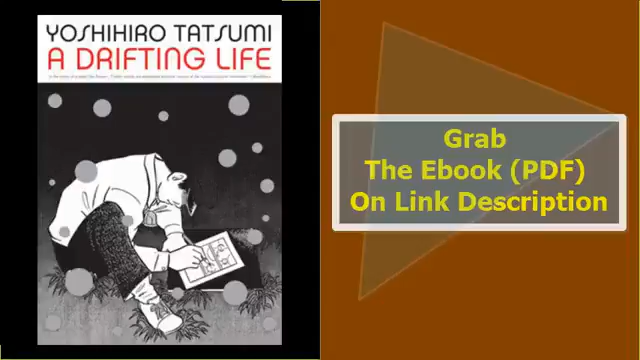 YOSHIHIRO TATSUMI
A DRIFTING LIFE
Grab
The Ebook (PDF)
On Link Description